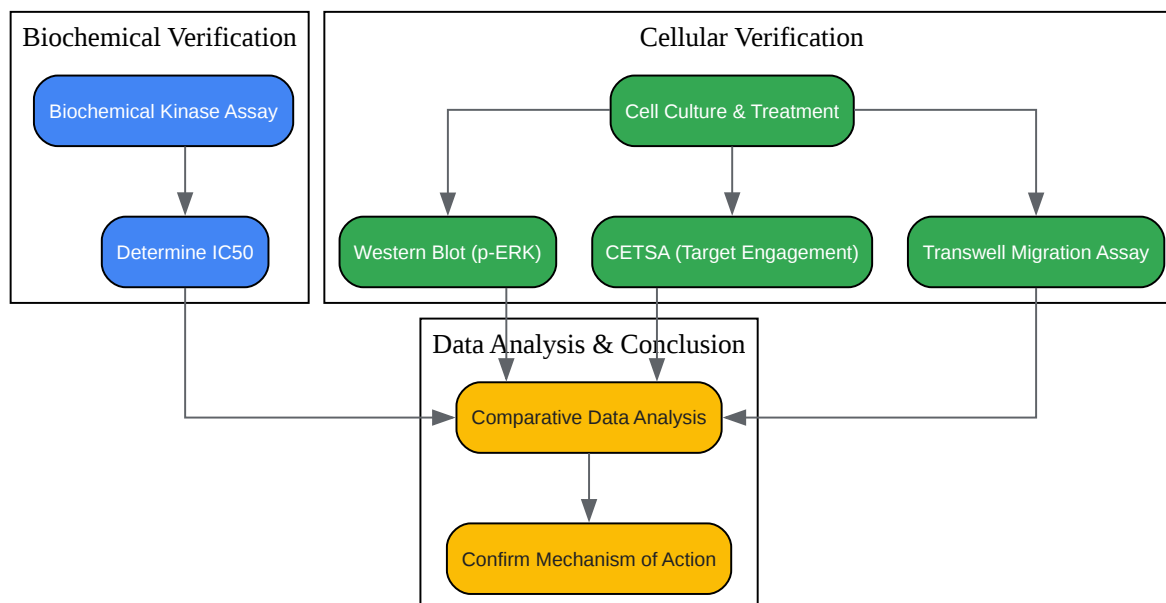 Biochemical Verification
Cellular Verification
Biochemical Kinase Assay
Cell Culture & Treatment
Determine IC50
Western Blot (p-ERK)
CETSA (Target Engagement)
Transwell Migration Assay
Data Analysis & Conclusion
Comparative Data Analysis
Confirm Mechanism of Action